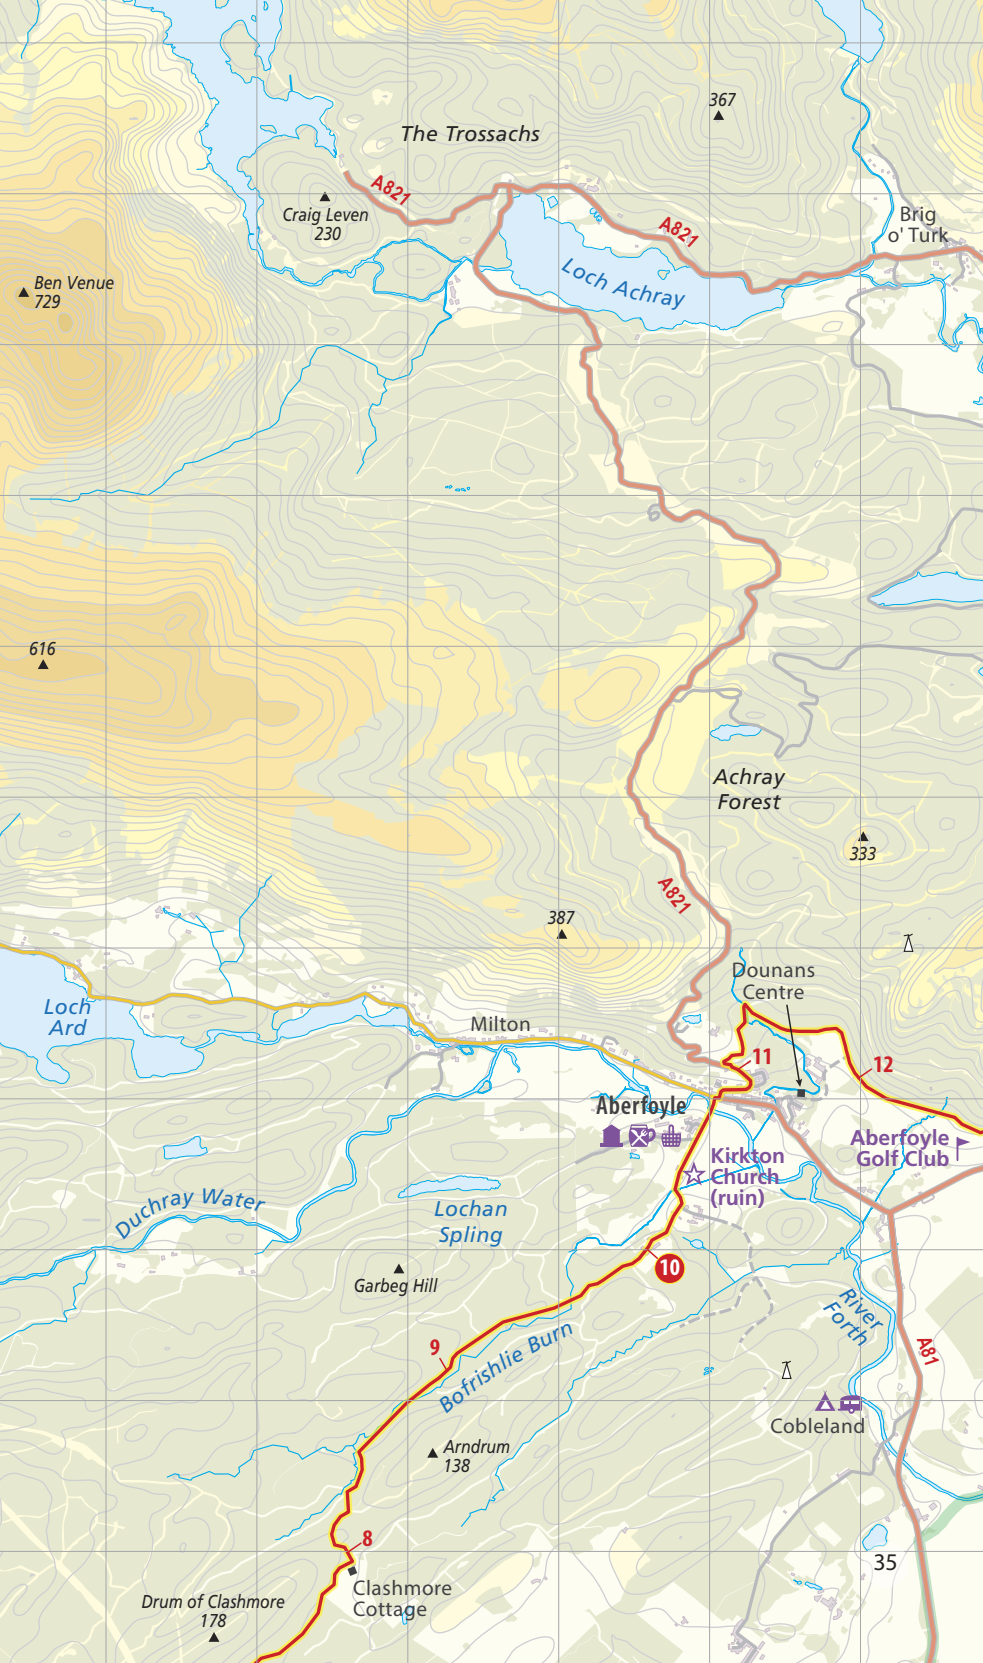 367
The Trossachs
A821
Craig Leven
230
A821
Brig
o' Turk
Loch Achray
Ben Venue
729
6
616
Achray
Forest
333
A821
387
Dounans
Centre
Loch
Ard
Milton
11
12
Aberfoyle
Aberfoyle
Golf Club
Kirkton
Church
(ruin)
Duchray Water
Lochan
Spling
10
Garbeg Hill
River
Forth
9
Bofrishlie Burn
A81
Cobleland
Arndrum
138
8
35
Clashmore
Cottage
Drum of Clashmore
178